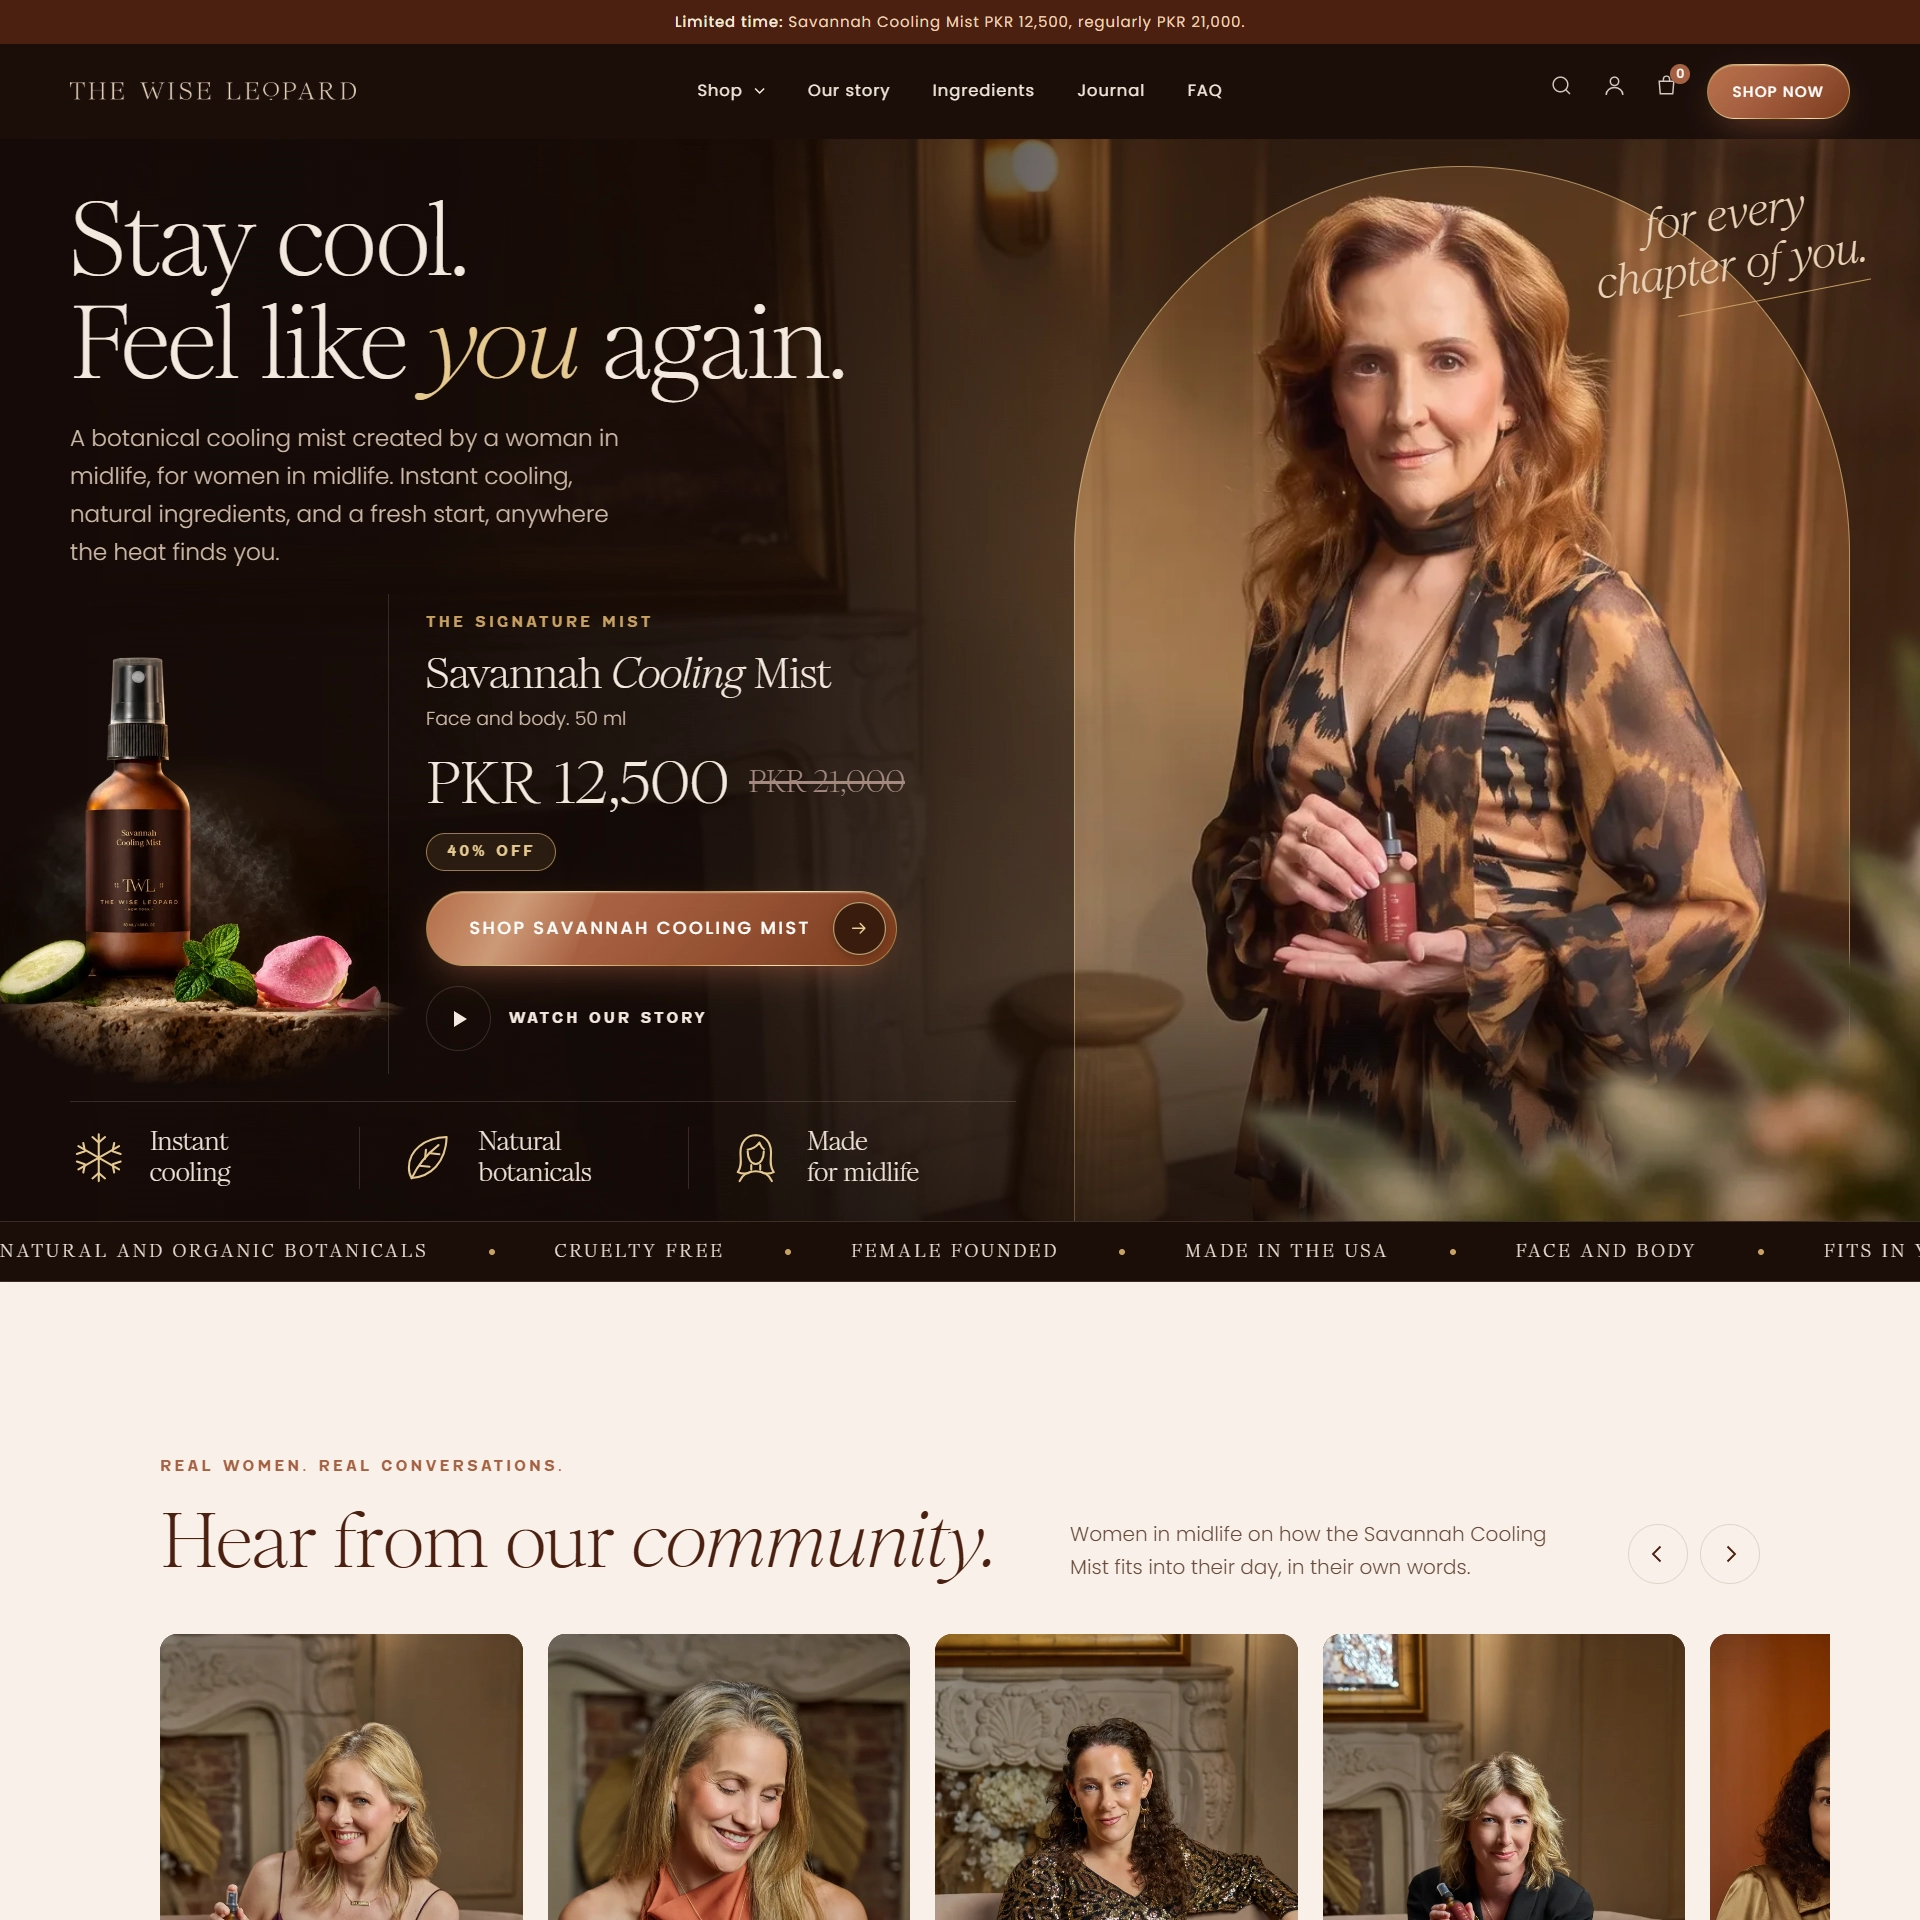 Limited time: Savannah Cooling Mist PKR 12,500, regularly PKR 21,000.
THE WISE LEOPARD
Shop
Our story
Ingredients
Journal
FAQ
0
SHOP NOW
Stay cool.
Feel like you again.
for every
chapter of you.
A botanical cooling mist created by a woman in
midlife, for women in midlife. Instant cooling,
natural ingredients, and a fresh start, anywhere
the heat finds you.
Savannah
Cooling Mist
TWL
THE WISE LEOPARD
THE SIGNATURE MIST
Savannah Cooling Mist
Face and body. 50 ml
PKR 12,500 PKR 21,000
40% OFF
SHOP SAVANNAH COOLING MIST
WATCH OUR STORY
Instant
cooling
Natural
botanicals
Made
for midlife
NATURAL AND ORGANIC BOTANICALS • CRUELTY FREE • FEMALE FOUNDED • MADE IN THE USA • FACE AND BODY • FITS IN
REAL WOMEN. REAL CONVERSATIONS.
Hear from our community.
Women in midlife on how the Savannah Cooling
Mist fits into their day, in their own words.